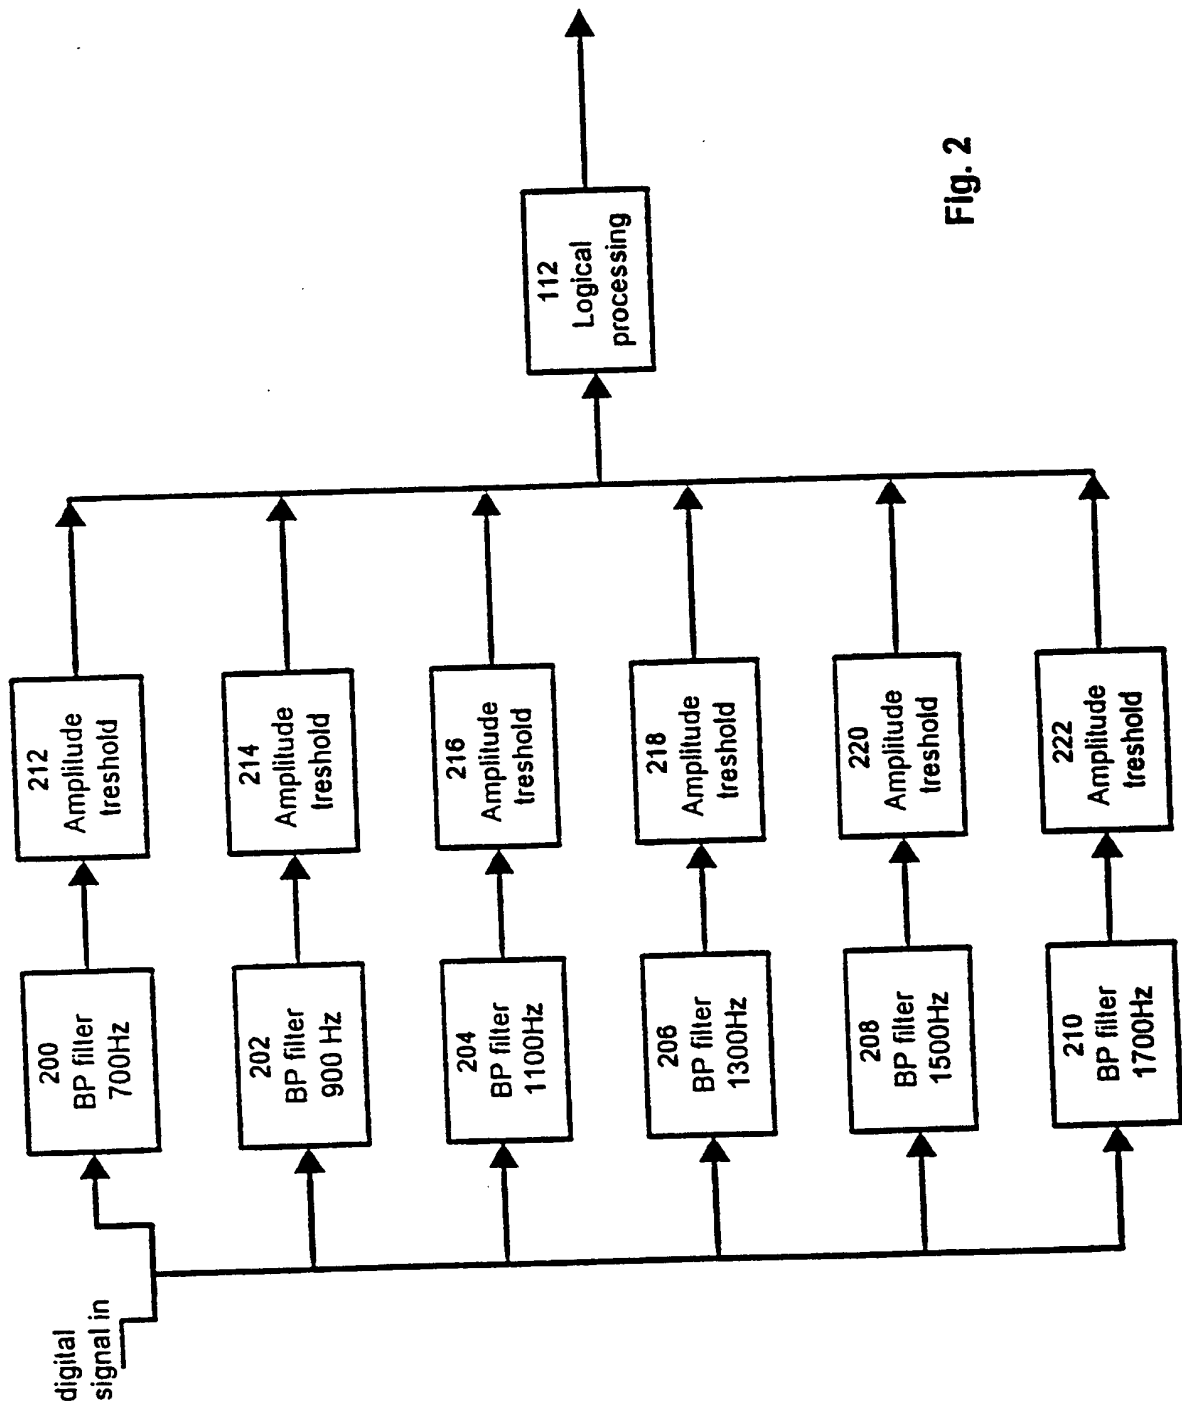 digital
signal in
200
BP filter
700Hz
212
Amplitude
treshold
202
BP filter
900 Hz
214
Amplitude
treshold
204
BP filter
1100Hz
216
Amplitude
treshold
206
BP filter
1300Hz
218
Amplitude
treshold
208
BP filter
1500Hz
220
Amplitude
treshold
210
BP filter
1700Hz
222
Amplitude
treshold
112
Logical
processing
Fig. 2